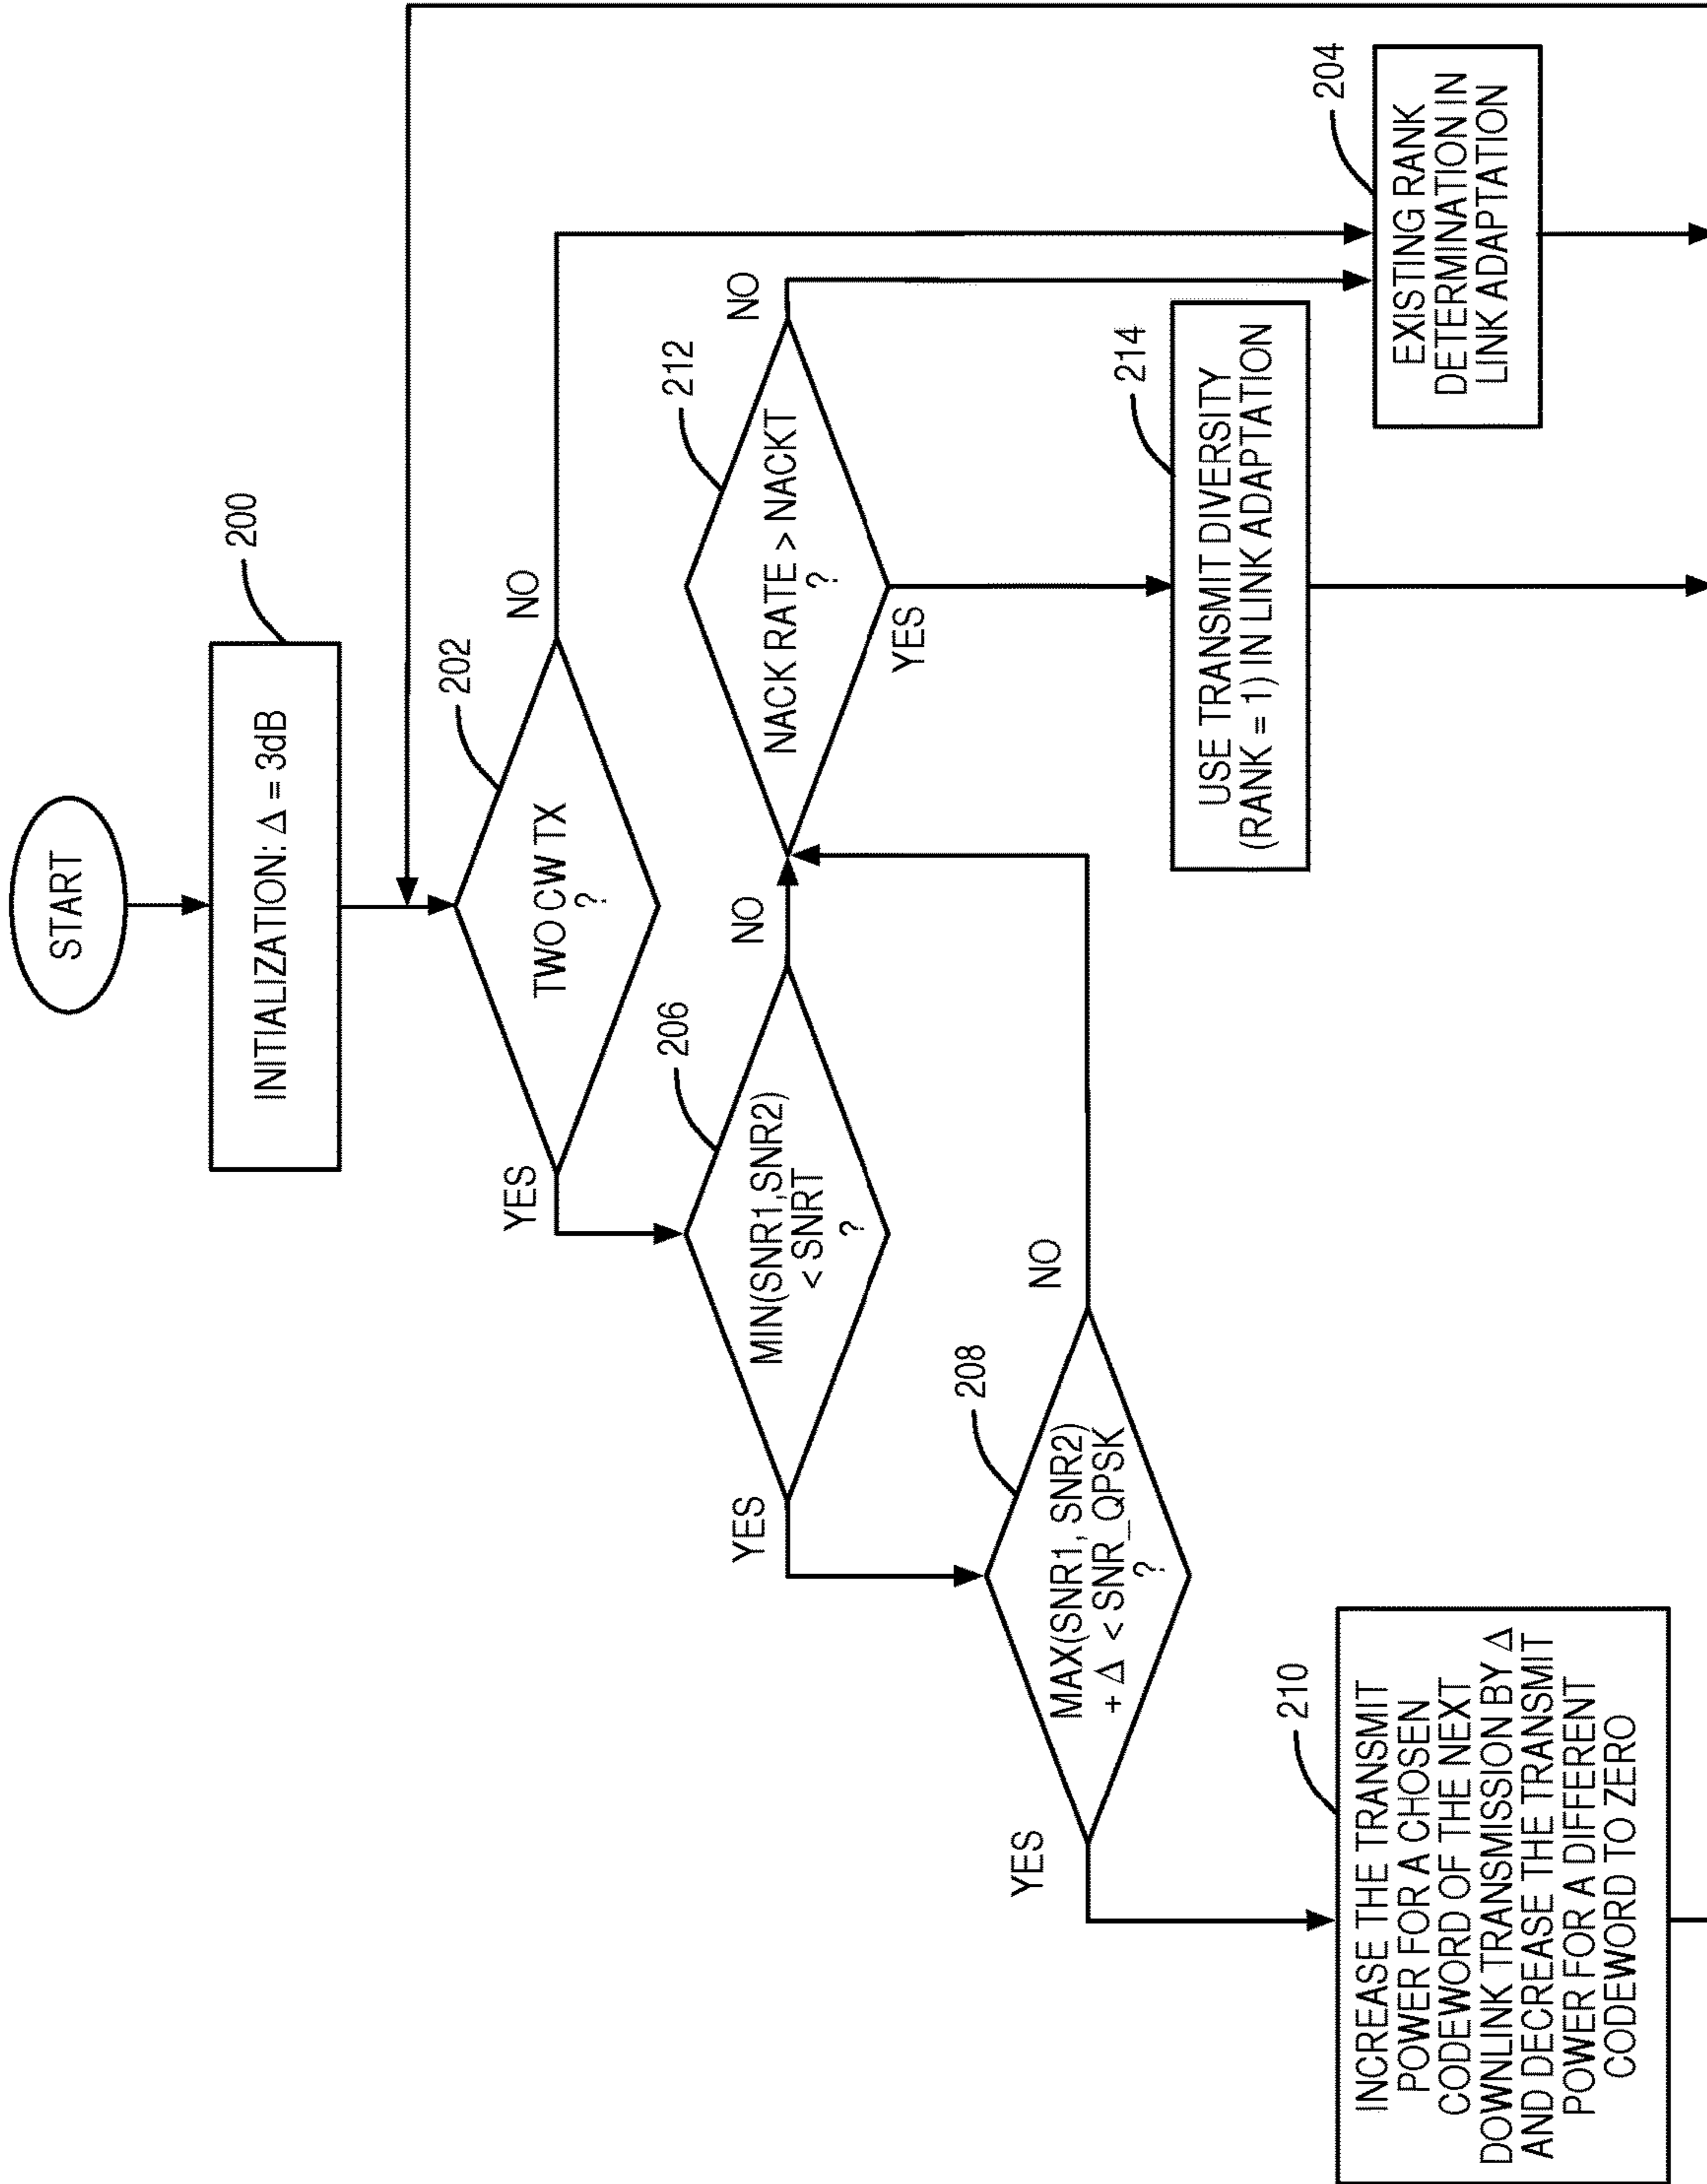 START
200
INITIALIZATION: Δ = 3dB
202
TWO CW TX
?
YES
NO
206
MIN(SNR1,SNR2)
< SNRT
?
YES
NO
212
NACK RATE > NACKT
?
NO
YES
208
MAX(SNR1, SNR2)
+ Δ < SNR_QPSK
?
YES
NO
214
USE TRANSMIT DIVERSITY
(RANK = 1) IN LINK ADAPTATION
204
EXISTING RANK
DETERMINATION IN
LINK ADAPTATION
210
INCREASE THE TRANSMIT
POWER FOR A CHOSEN
CODEWORD OF THE NEXT
DOWNLINK TRANSMISSION BY Δ
AND DECREASE THE TRANSMIT
POWER FOR A DIFFERENT
CODEWORD TO ZERO